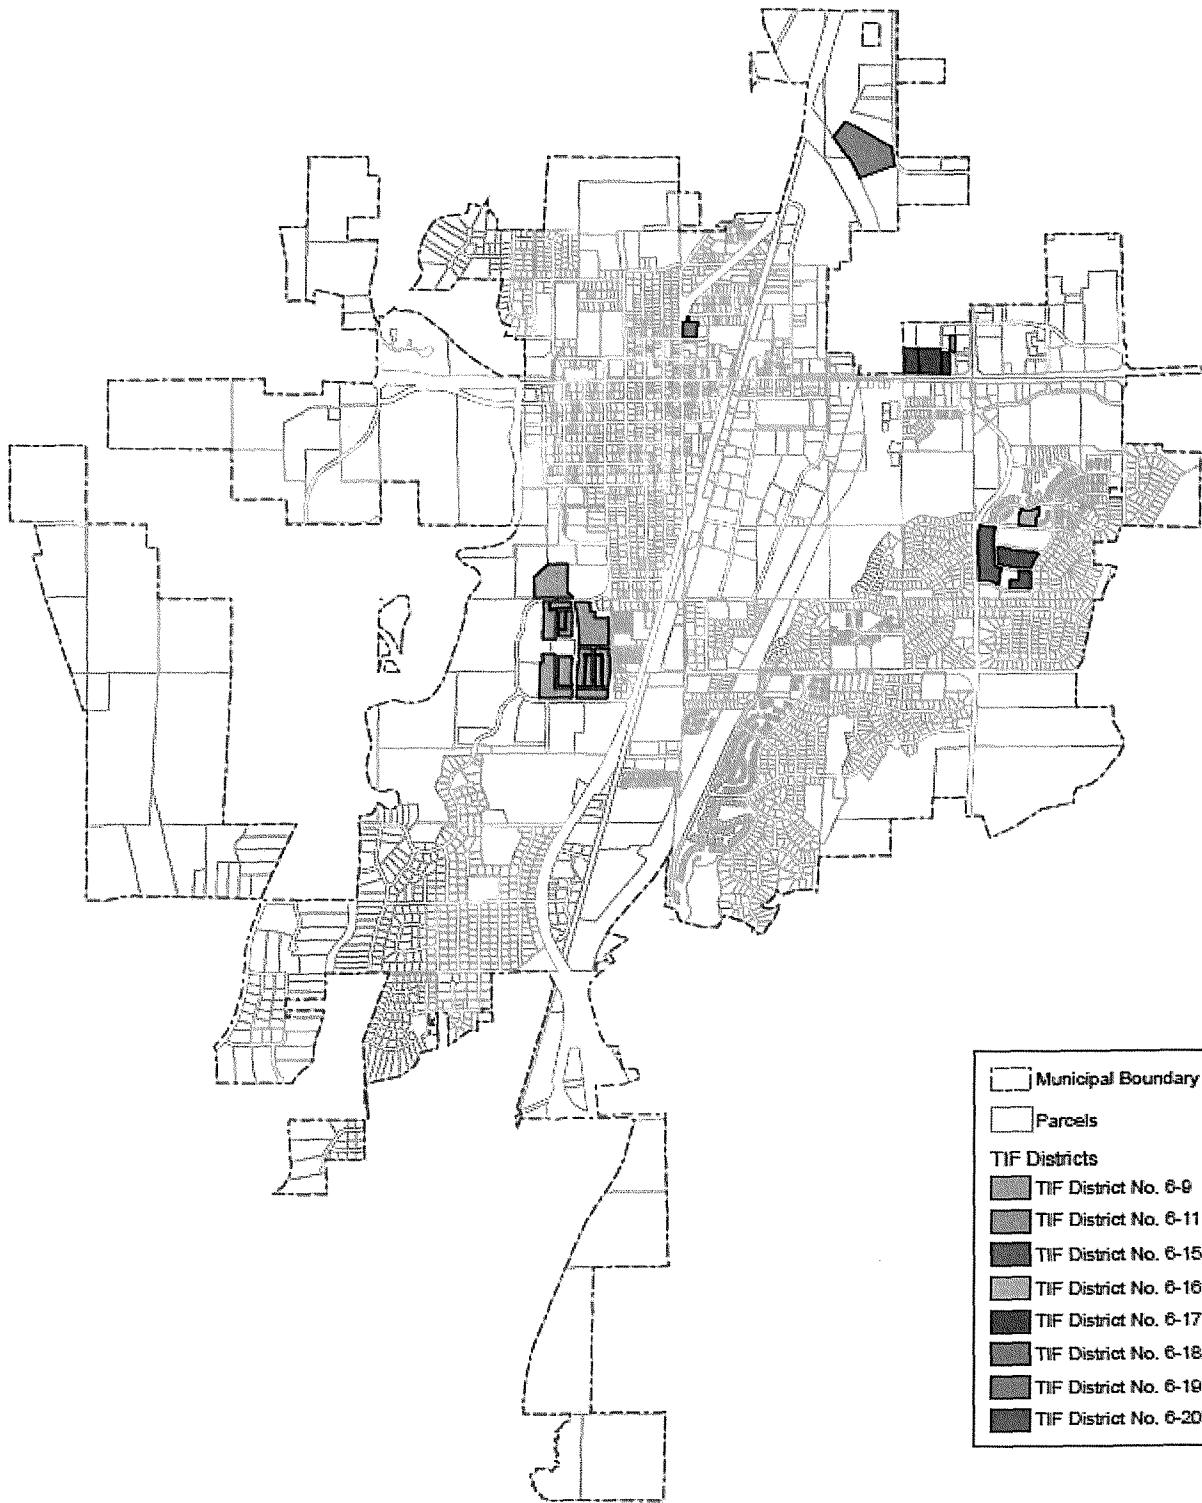 Municipal Boundary
Parcels
TIF Districts
TIF District No. 6-9
TIF District No. 6-11
TIF District No. 6-15
TIF District No. 6-16
TIF District No. 6-17
TIF District No. 6-18
TIF District No. 6-19
TIF District No. 6-20